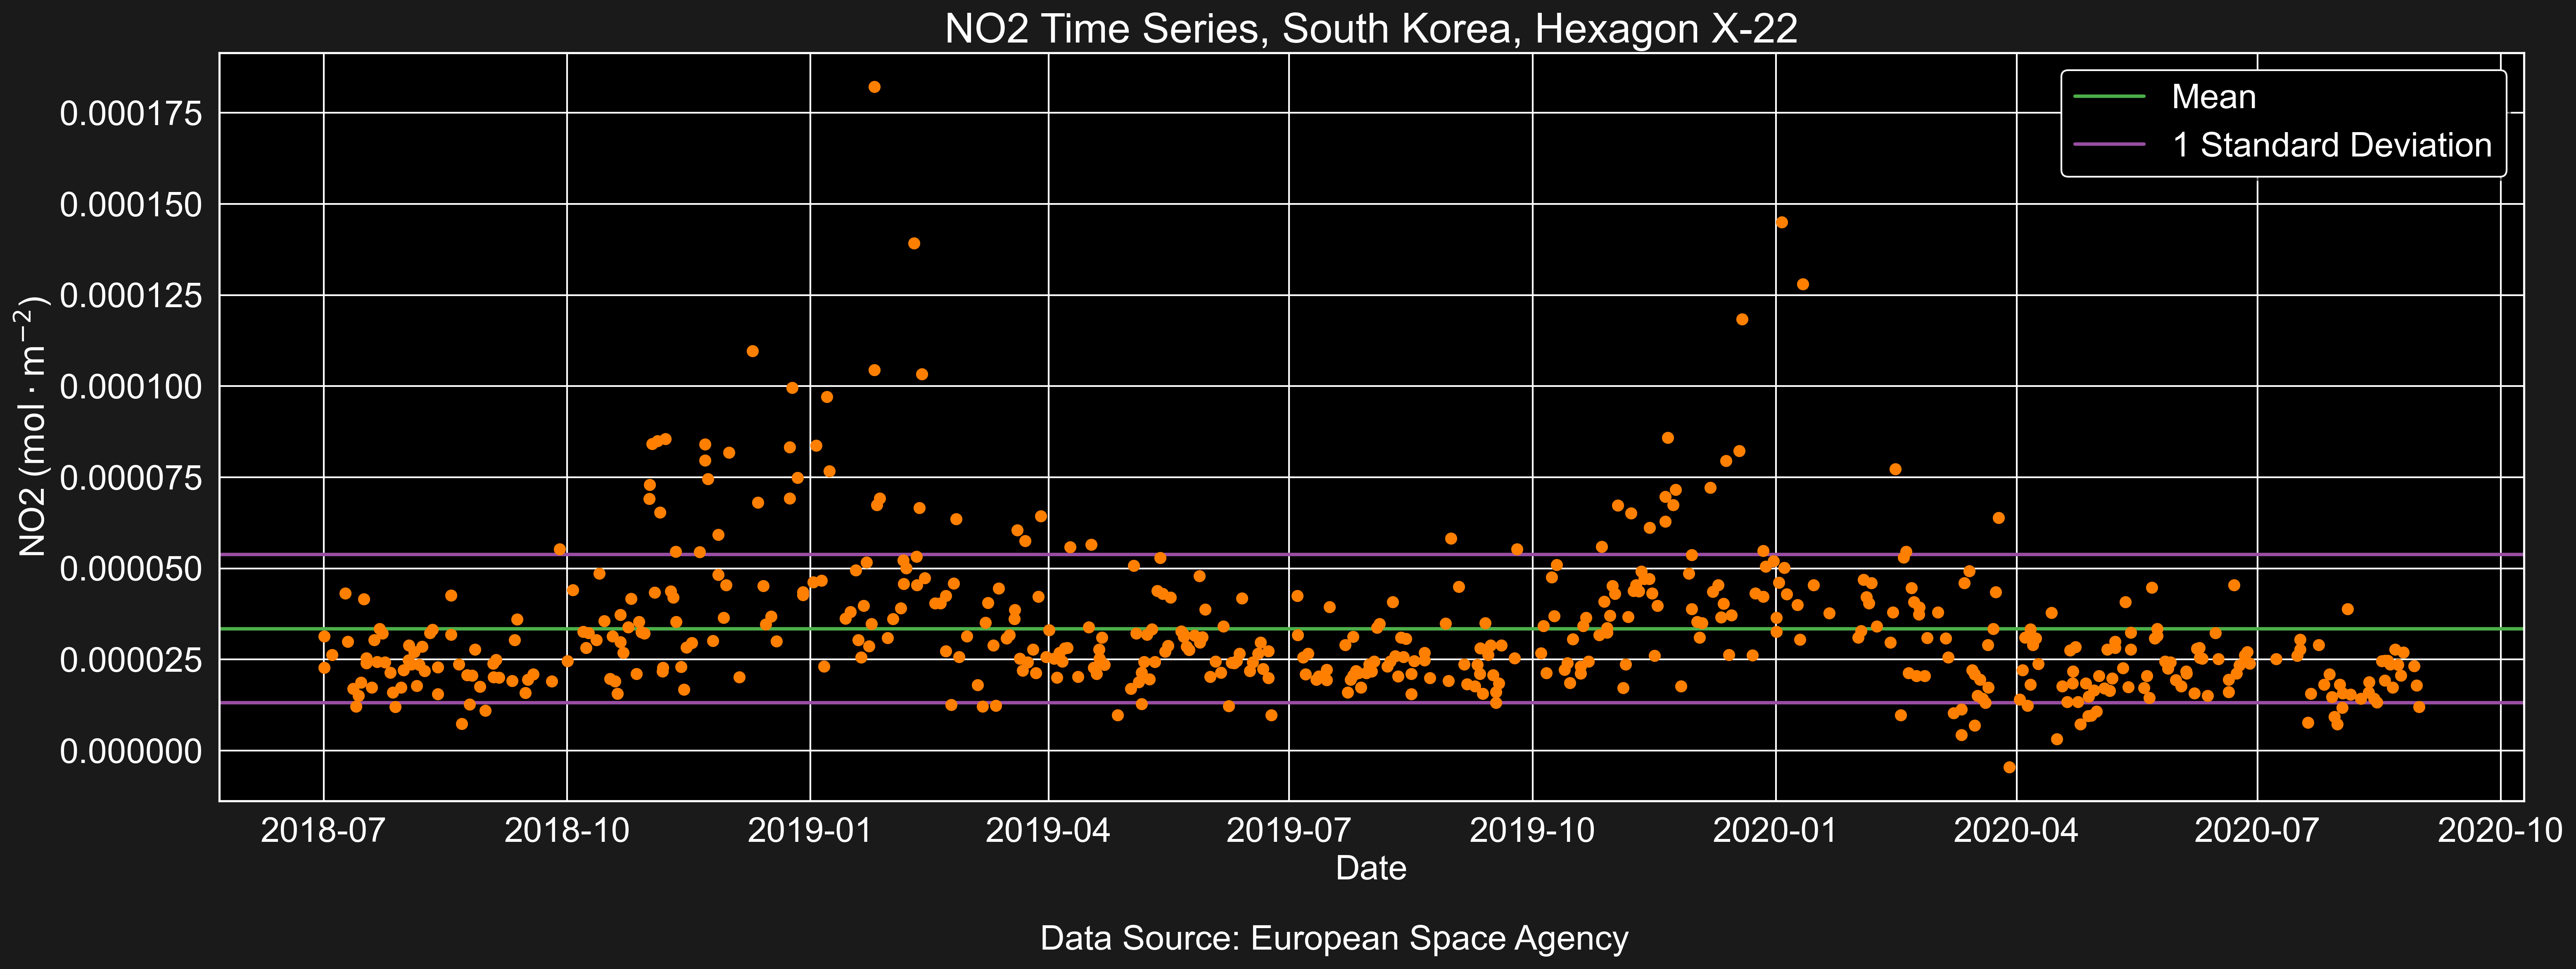 NO2 Time Series, South Korea, Hexagon X-22
Mean
1 Standard Deviation
NO2 (mol · m⁻²)
0.000175
0.000150
0.000125
0.000100
0.000075
0.000050
0.000025
0.000000
2018-07 2018-10 2019-01 2019-04 2019-07 2019-10 2020-01 2020-04 2020-07 2020-10
Date
Data Source: European Space Agency